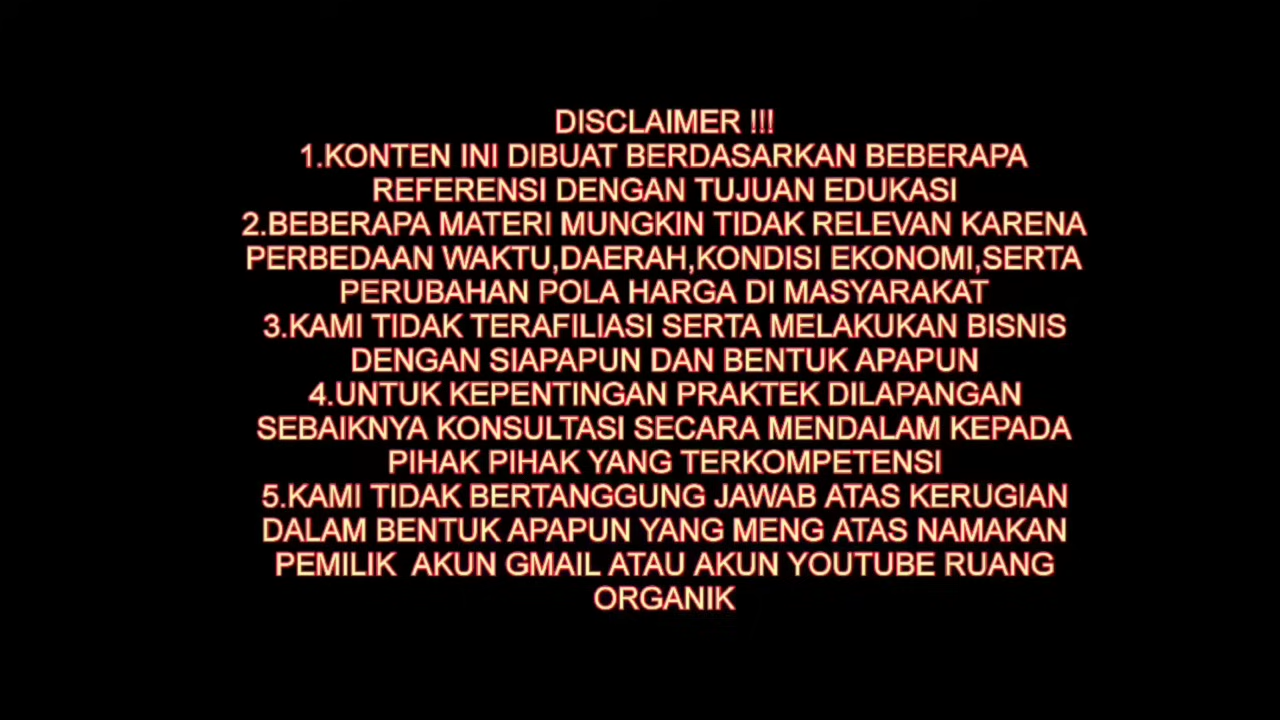 DISCLAIMER !!!
1.KONTEN INI DIBUAT BERDASARKAN BEBERAPA
REFERENSI DENGAN TUJUAN EDUKASI
2.BEBERAPA MATERI MUNGKIN TIDAK RELEVAN KARENA
PERBEDAAN WAKTU,DAERAH,KONDISI EKONOMI,SERTA
PERUBAHAN POLA HARGA DI MASYARAKAT
3.KAMI TIDAK TERAFILIASI SERTA MELAKUKAN BISNIS
DENGAN SIAPAPUN DAN BENTUK APAPUN
4.UNTUK KEPENTINGAN PRAKTEK DILAPANGAN
SEBAIKNYA KONSULTASI SECARA MENDALAM KEPADA
PIHAK PIHAK YANG TERKOMPETENSI
5.KAMI TIDAK BERTANGGUNG JAWAB ATAS KERUGIAN
DALAM BENTUK APAPUN YANG MENG ATAS NAMAKAN
PEMILIK  AKUN GMAIL ATAU AKUN YOUTUBE RUANG
ORGANIK